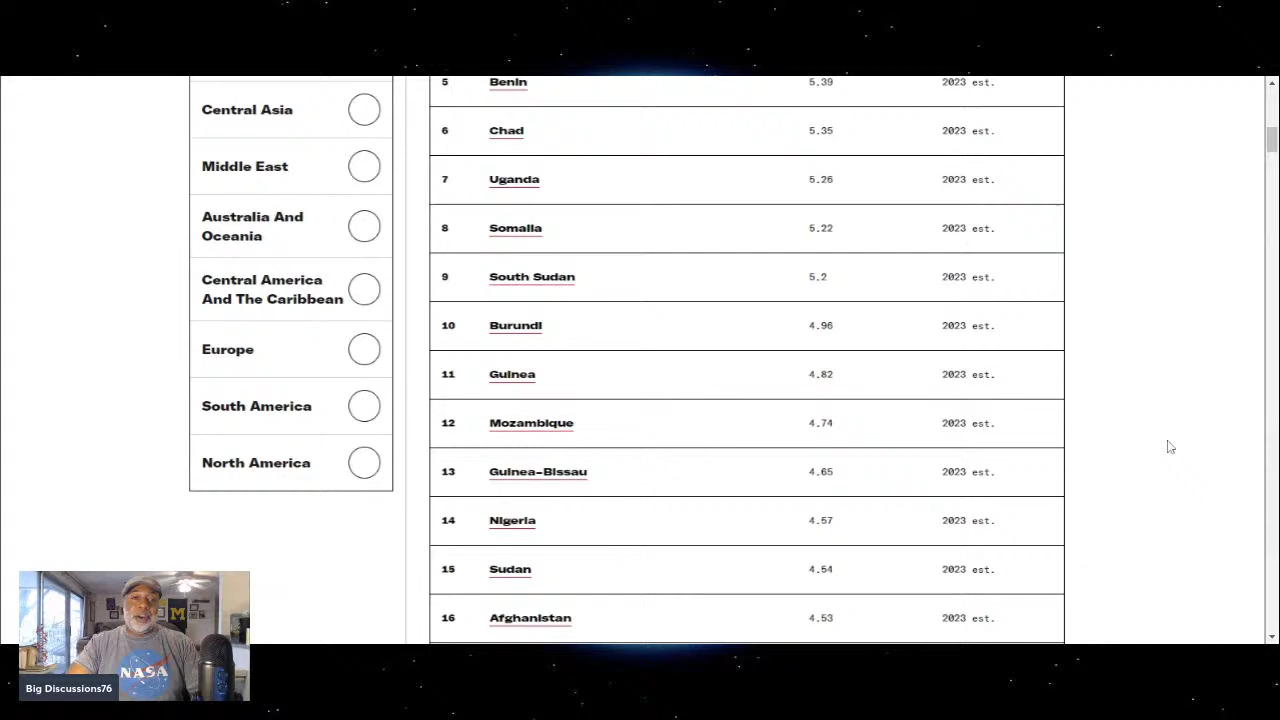 Central Asia
Middle East
Australia And
Oceania
Central America
And The Caribbean
Europe
South America
North America
5 Benin 5.39 2023 est.
6 Chad 5.35 2023 est.
7 Uganda 5.26 2023 est.
8 Somalia 5.22 2023 est.
9 South Sudan 5.2 2023 est.
10 Burundi 4.96 2023 est.
11 Guinea 4.82 2023 est.
12 Mozambique 4.74 2023 est.
13 Guinea-Bissau 4.65 2023 est.
14 Nigeria 4.57 2023 est.
15 Sudan 4.54 2023 est.
16 Afghanistan 4.53 2023 est.
M
NASA
Big Discussions76